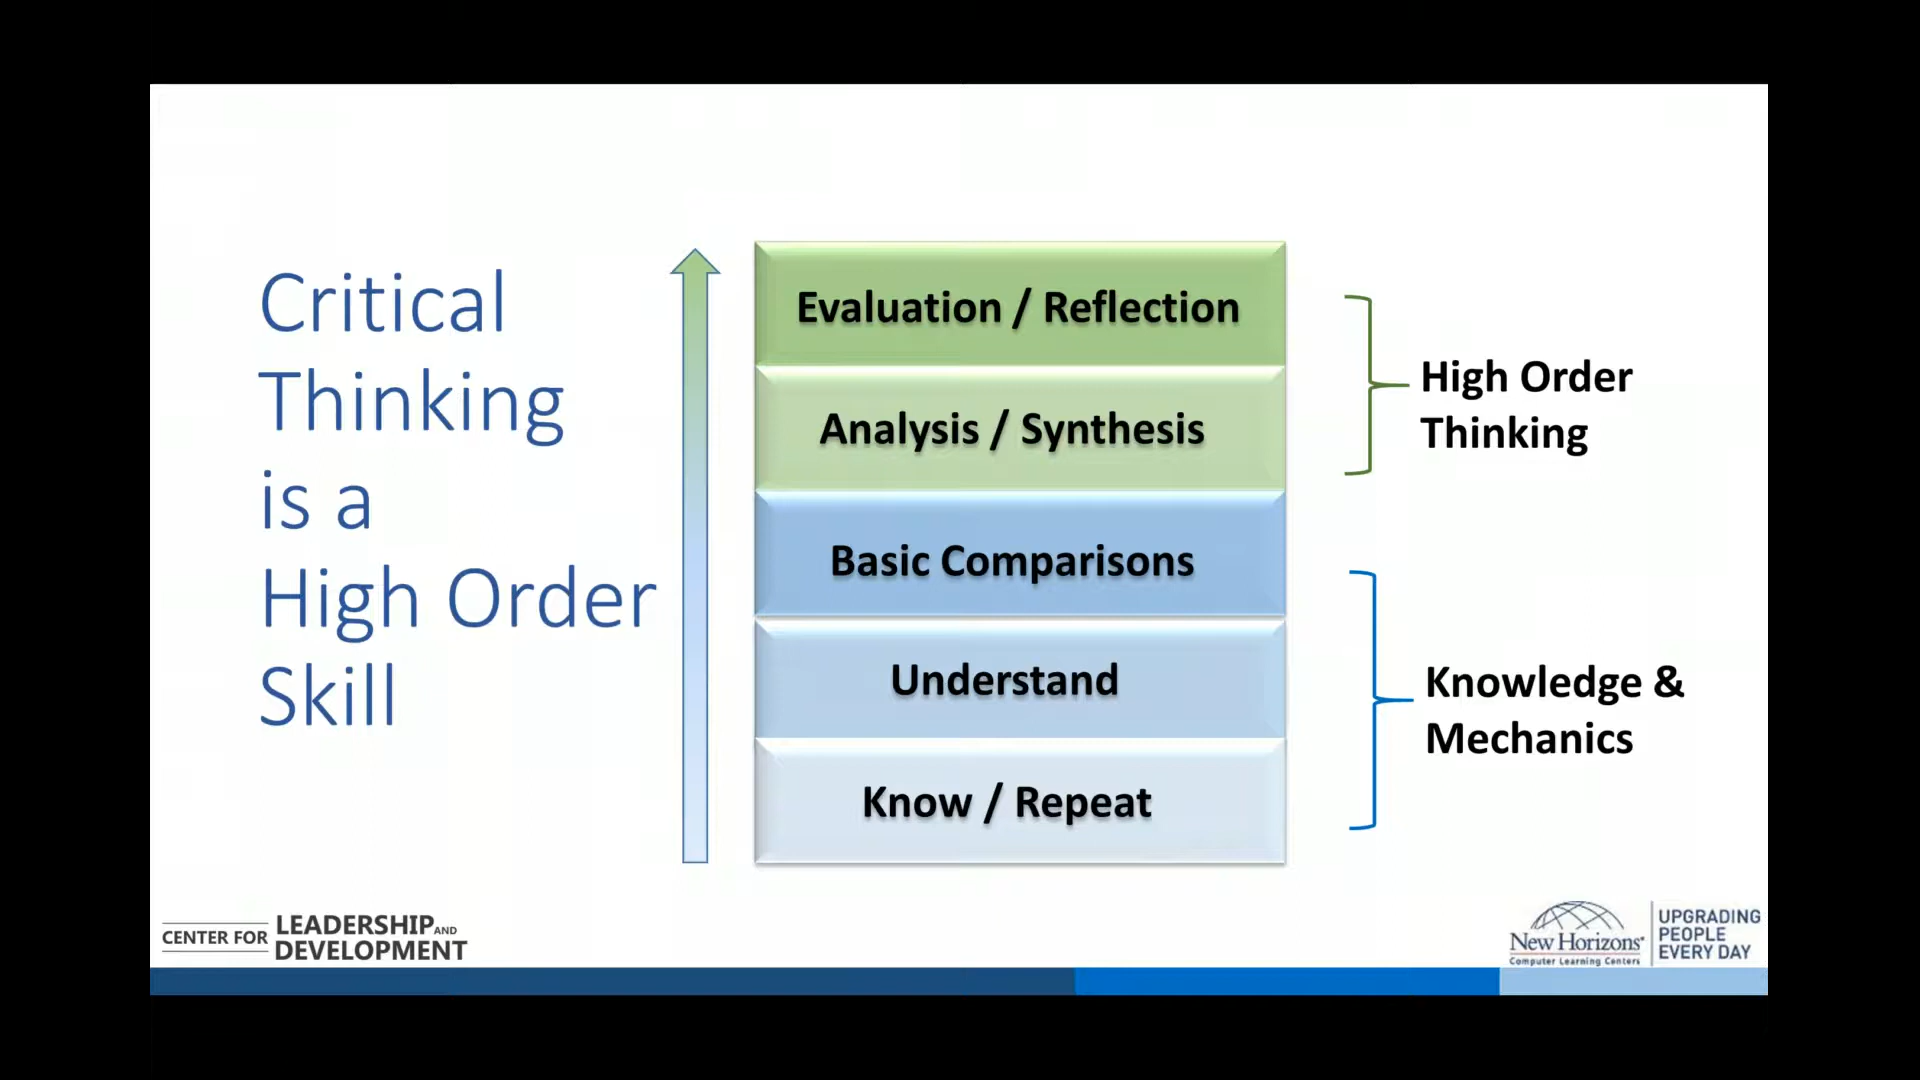 Critical
Thinking
is a
High Order
Skill
Evaluation / Reflection
Analysis / Synthesis
Basic Comparisons
Understand
Know / Repeat
High Order
Thinking
Knowledge &
Mechanics
CENTER FOR LEADERSHIP AND
DEVELOPMENT
New Horizons®
Computer Learning Centers
UPGRADING
PEOPLE
EVERY DAY